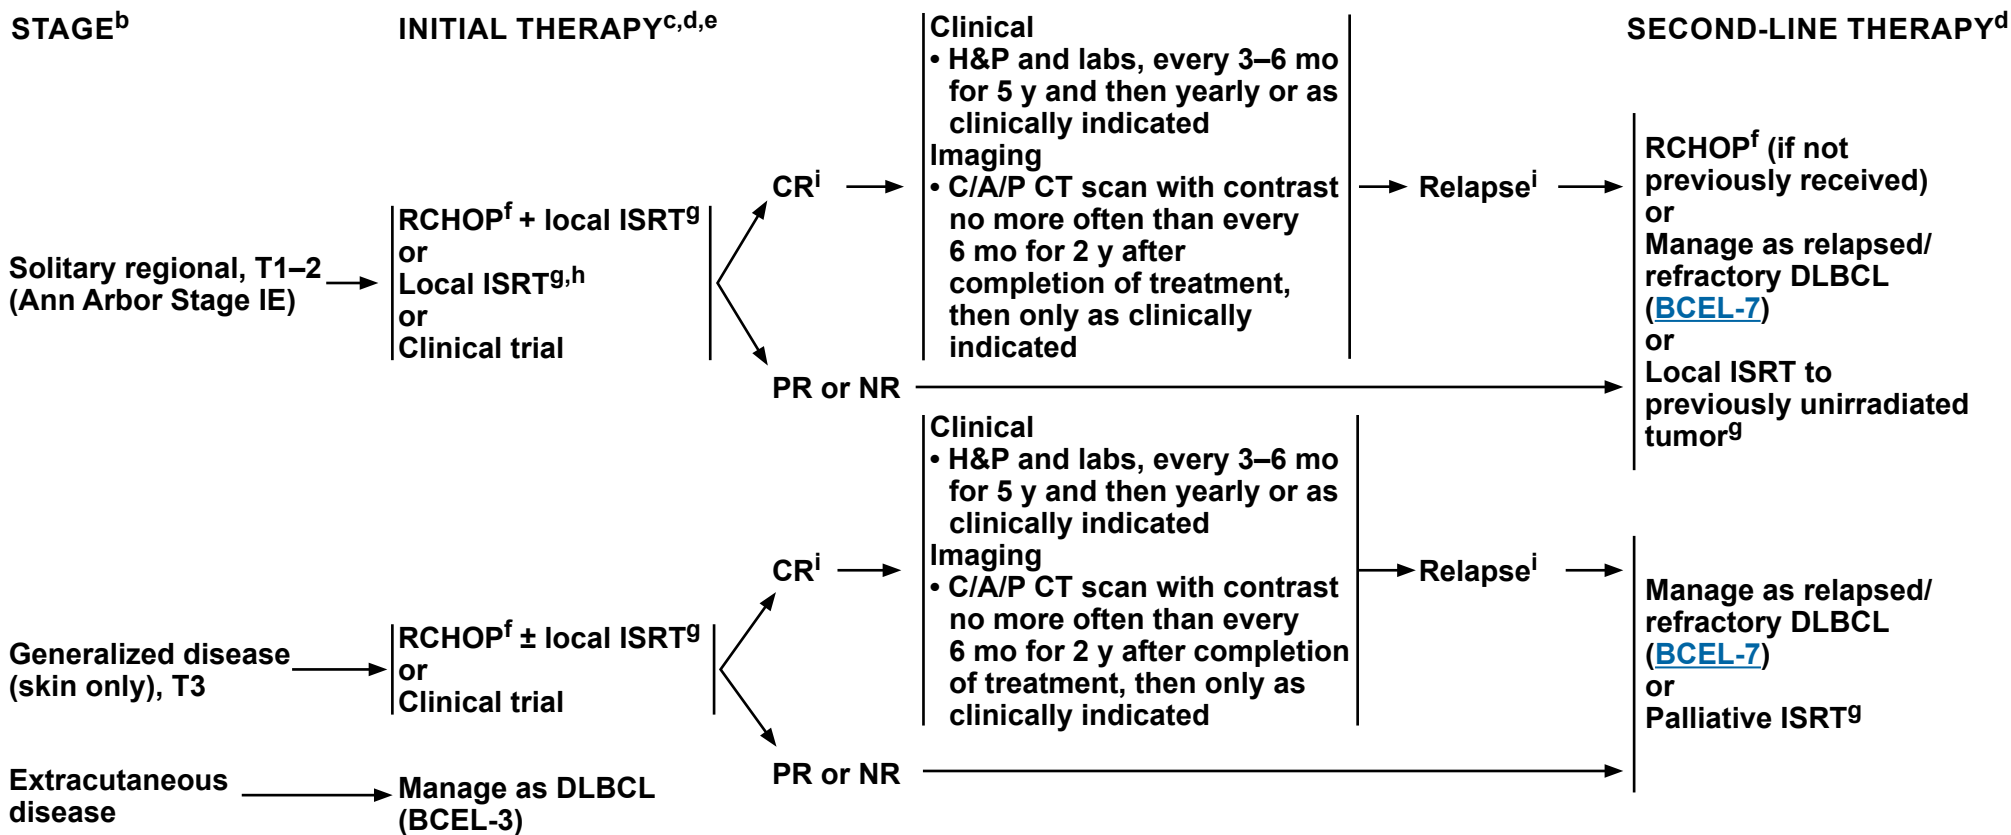 STAGEb
INITIAL THERAPYc,d,e
Clinical
• H&P and labs, every 3–6 mo
for 5 y and then yearly or as
clinically indicated
Imaging
• C/A/P CT scan with contrast
no more often than every
6 mo for 2 y after
completion of treatment,
then only as clinically
indicated
SECOND-LINE THERAPYd
Solitary regional, T1–2
(Ann Arbor Stage IE)
RCHOPf + local ISRTg
or
Local ISRTg,h
or
Clinical trial
CRi
PR or NR
Relapsei
RCHOPf (if not
previously received)
or
Manage as relapsed/
refractory DLBCL
(BCEL-7)
or
Local ISRT to
previously unirradiated
tumorg
Generalized disease
(skin only), T3
RCHOPf ± local ISRTg
or
Clinical trial
CRi
PR or NR
Clinical
• H&P and labs, every 3–6 mo
for 5 y and then yearly or as
clinically indicated
Imaging
• C/A/P CT scan with contrast
no more often than every
6 mo for 2 y after completion
of treatment, then only as
clinically indicated
Relapsei
Manage as relapsed/
refractory DLBCL
(BCEL-7)
or
Palliative ISRTg
Extracutaneous
disease
Manage as DLBCL
(BCEL-3)